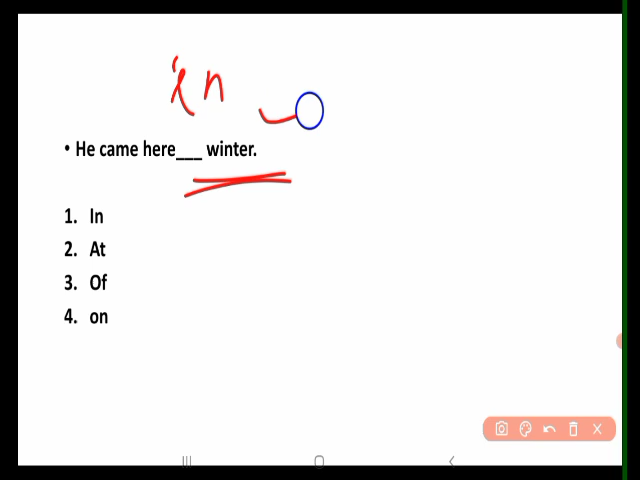 in
• He came here___ winter.
1. In
2. At
3. Of
4. on